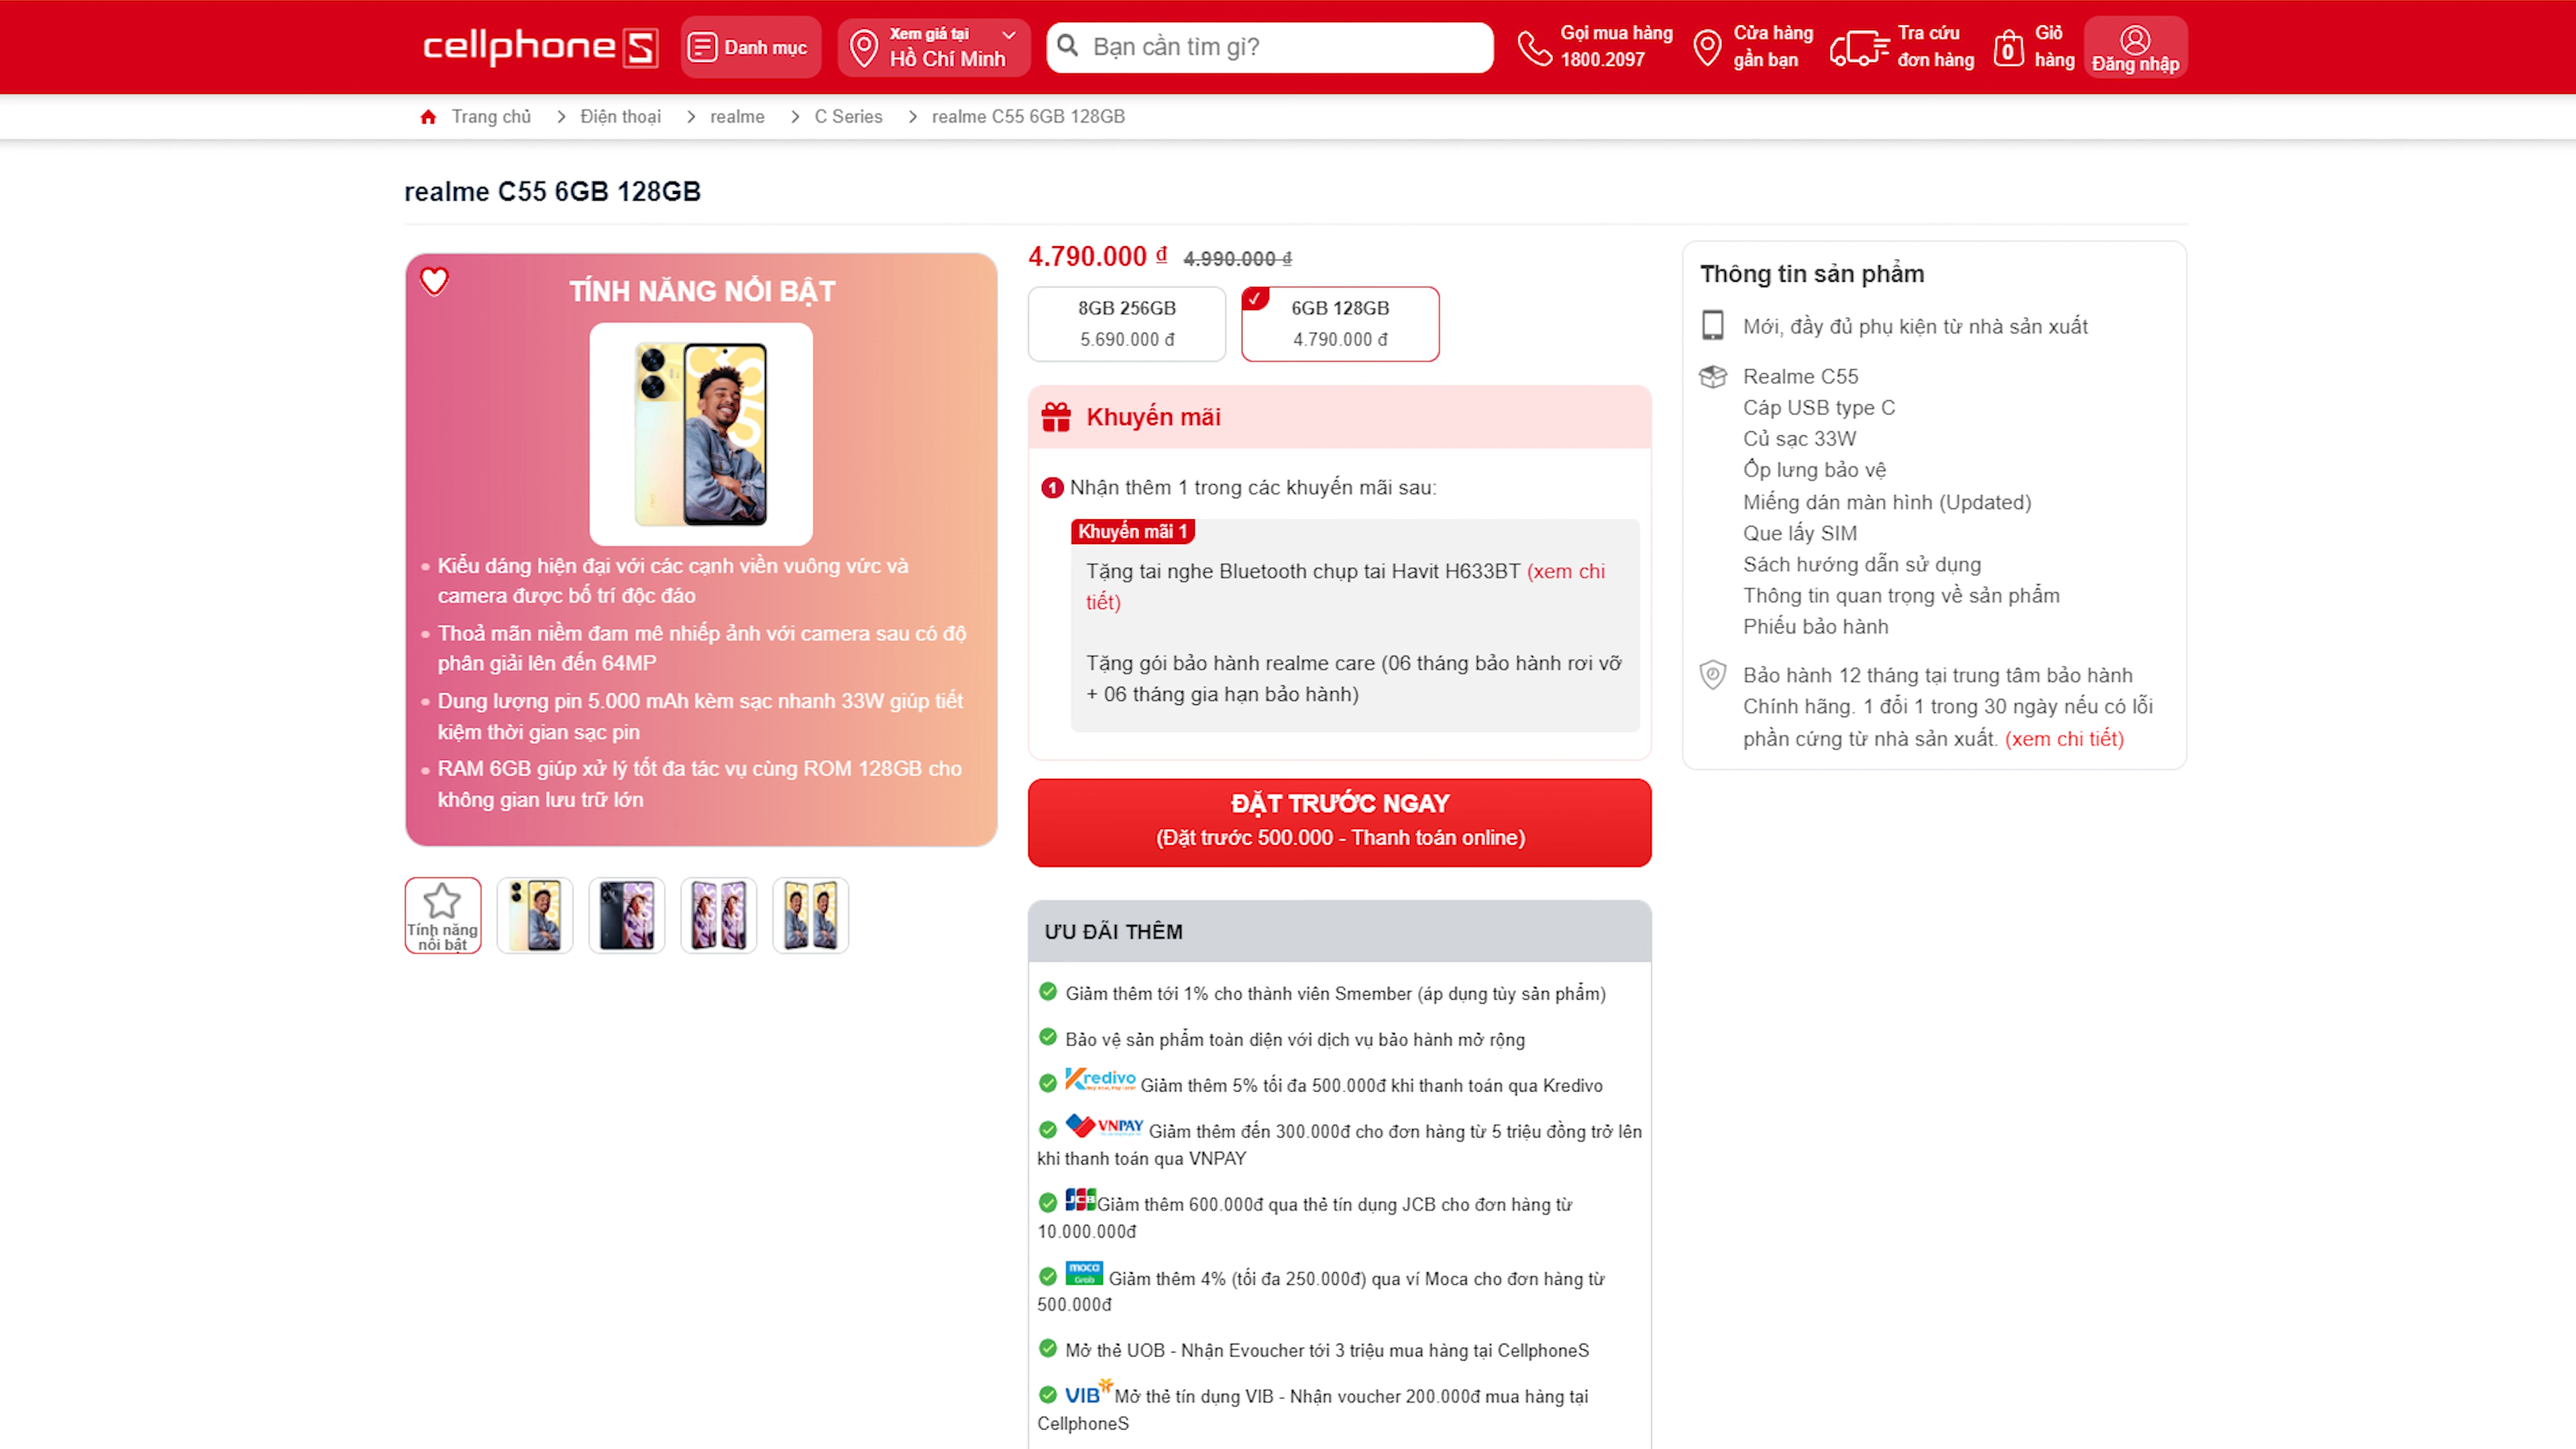 cellphoneS
Danh mục
Xem giá tại
Hồ Chí Minh
Bạn cần tìm gì?
Gọi mua hàng
1800.2097
Cửa hàng
gần bạn
Tra cứu
đơn hàng
0
Giỏ
hàng
Đăng nhập
Trang chủ
Điện thoại
realme
C Series
realme C55 6GB 128GB
realme C55 6GB 128GB
TÍNH NĂNG NỔI BẬT
Kiểu dáng hiện đại với các cạnh viền vuông vức và
camera được bố trí độc đáo
Thoả mãn niềm đam mê nhiếp ảnh với camera sau có độ
phân giải lên đến 64MP
Dung lượng pin 5.000 mAh kèm sạc nhanh 33W giúp tiết
kiệm thời gian sạc pin
RAM 6GB giúp xử lý tốt đa tác vụ cùng ROM 128GB cho
không gian lưu trữ lớn
Tính năng
nổi bật
4.790.000 ₫ 4.990.000 ₫
8GB 256GB
5.690.000 đ
6GB 128GB
4.790.000 đ
Khuyến mãi
1 Nhận thêm 1 trong các khuyến mãi sau:
Khuyến mãi 1
Tặng tai nghe Bluetooth chụp tai Havit H633BT (xem chi
tiết)
Tặng gói bảo hành realme care (06 tháng bảo hành rơi vỡ
+ 06 tháng gia hạn bảo hành)
ĐẶT TRƯỚC NGAY
(Đặt trước 500.000 - Thanh toán online)
ƯU ĐÃI THÊM
Giảm thêm tới 1% cho thành viên Smember (áp dụng tùy sản phẩm)
Bảo vệ sản phẩm toàn diện với dịch vụ bảo hành mở rộng
Kredivo Giảm thêm 5% tối đa 500.000đ khi thanh toán qua Kredivo
VNPAY Giảm thêm đến 300.000đ cho đơn hàng từ 5 triệu đồng trở lên
khi thanh toán qua VNPAY
JCB Giảm thêm 600.000đ qua thẻ tín dụng JCB cho đơn hàng từ
10.000.000đ
moca Grab Giảm thêm 4% (tối đa 250.000đ) qua ví Moca cho đơn hàng từ
500.000đ
Mở thẻ UOB - Nhận Evoucher tới 3 triệu mua hàng tại CellphoneS
VIB Mở thẻ tín dụng VIB - Nhận voucher 200.000đ mua hàng tại
CellphoneS
Thông tin sản phẩm
Mới, đầy đủ phụ kiện từ nhà sản xuất
Realme C55
Cáp USB type C
Củ sạc 33W
Ốp lưng bảo vệ
Miếng dán màn hình (Updated)
Que lấy SIM
Sách hướng dẫn sử dụng
Thông tin quan trọng về sản phẩm
Phiếu bảo hành
Bảo hành 12 tháng tại trung tâm bảo hành
Chính hãng. 1 đổi 1 trong 30 ngày nếu có lỗi
phần cứng từ nhà sản xuất. (xem chi tiết)